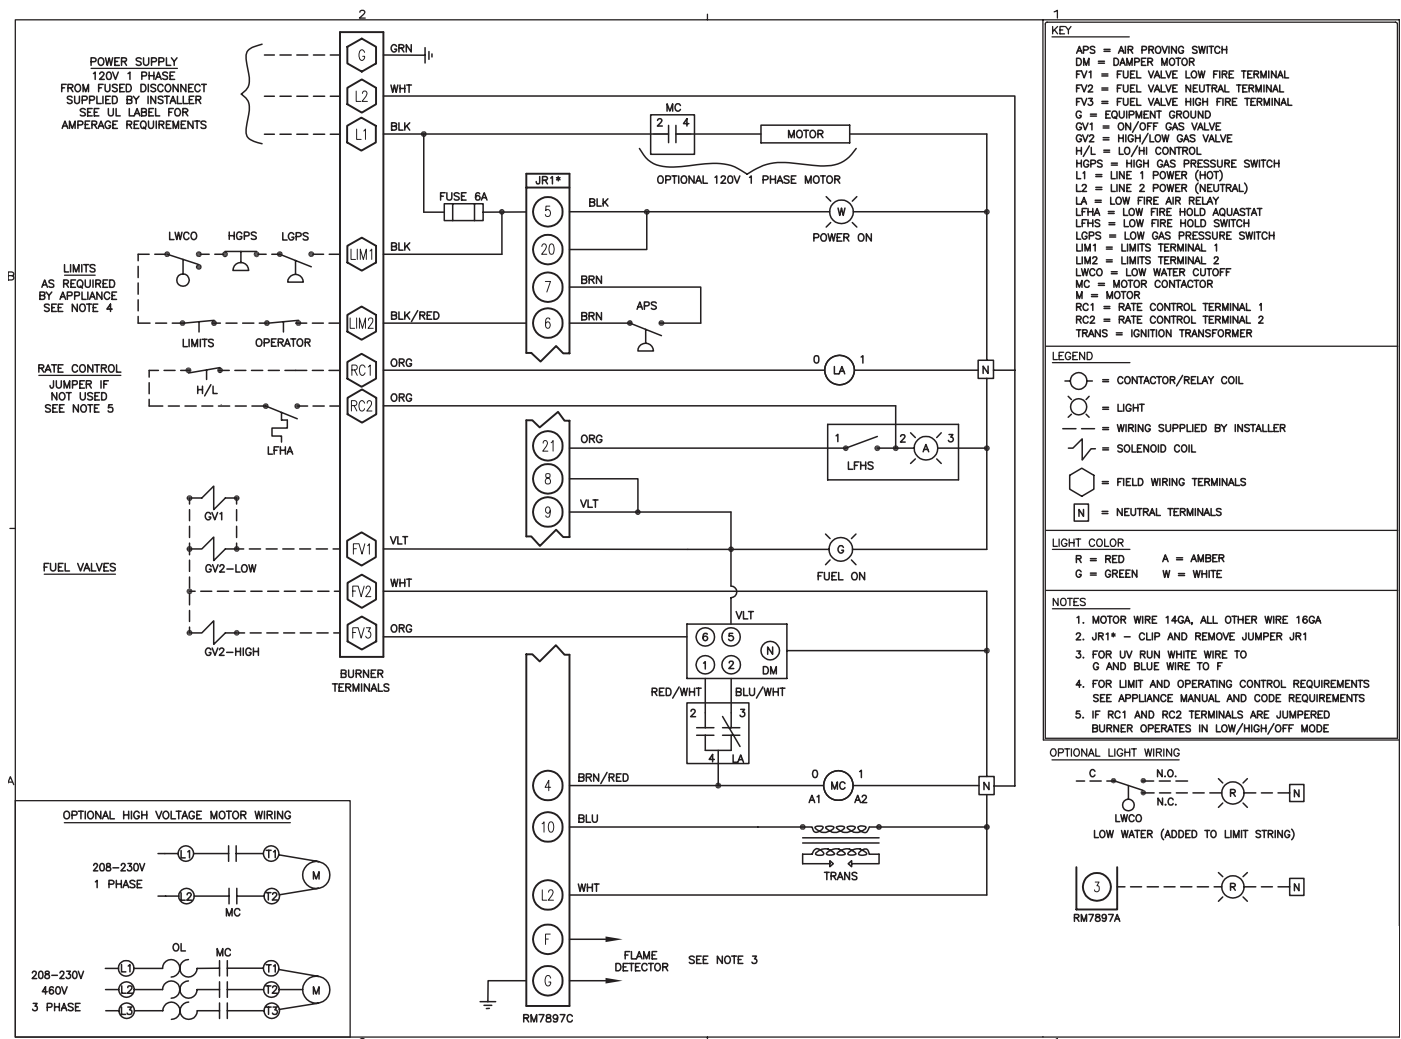 2
1
B
A
POWER SUPPLY
120V 1 PHASE
FROM FUSED DISCONNECT
SUPPLIED BY INSTALLER
SEE UL LABEL FOR
AMPERAGE REQUIREMENTS
G
GRN
L2
WHT
L1
BLK
MC
2 4
MOTOR
OPTIONAL 120V 1 PHASE MOTOR
FUSE 6A
JR1*
5
BLK
W
POWER ON
20
LWCO
HGPS
LGPS
LIM1
BLK
LIMITS
AS REQUIRED
BY APPLIANCE
SEE NOTE 4
7
BRN
APS
LIM2
BLK/RED
6
BRN
LIMITS
OPERATOR
RATE CONTROL
JUMPER IF
NOT USED
SEE NOTE 5
H/L
RC1
ORG
0
LA
1
N
RC2
ORG
LFHA
21
ORG
1
2
A
3
LFHS
8
9
VLT
GV1
GV2-LOW
FV1
VLT
G
FUEL ON
FUEL VALVES
FV2
WHT
FV3
ORG
GV2-HIGH
BURNER
TERMINALS
VLT
6 5
N
1 2
DM
RED/WHT
BLU/WHT
2
3
4
LA
4
BRN/RED
0
MC
1
A1
A2
N
10
BLU
TRANS
L2
WHT
F
FLAME
DETECTOR
SEE NOTE 3
G
RM7897C
OPTIONAL HIGH VOLTAGE MOTOR WIRING
208-230V
1 PHASE
L1
T1
M
L2
T2
MC
208-230V
460V
3 PHASE
OL
MC
L1
T1
L2
T2
M
L3
T3
KEY
APS = AIR PROVING SWITCH
DM = DAMPER MOTOR
FV1 = FUEL VALVE LOW FIRE TERMINAL
FV2 = FUEL VALVE NEUTRAL TERMINAL
FV3 = FUEL VALVE HIGH FIRE TERMINAL
G = EQUIPMENT GROUND
GV1 = ON/OFF GAS VALVE
GV2 = HIGH/LOW GAS VALVE
H/L = LO/HI CONTROL
HGPS = HIGH GAS PRESSURE SWITCH
L1 = LINE 1 POWER (HOT)
L2 = LINE 2 POWER (NEUTRAL)
LA = LOW FIRE AIR RELAY
LFHA = LOW FIRE HOLD AQUASTAT
LFHS = LOW FIRE HOLD SWITCH
LGPS = LOW GAS PRESSURE SWITCH
LIM1 = LIMITS TERMINAL 1
LIM2 = LIMITS TERMINAL 2
LWCO = LOW WATER CUTOFF
MC = MOTOR CONTACTOR
M = MOTOR
RC1 = RATE CONTROL TERMINAL 1
RC2 = RATE CONTROL TERMINAL 2
TRANS = IGNITION TRANSFORMER
LEGEND
= CONTACTOR/RELAY COIL
= LIGHT
= WIRING SUPPLIED BY INSTALLER
= SOLENOID COIL
= FIELD WIRING TERMINALS
N = NEUTRAL TERMINALS
LIGHT COLOR
R = RED A = AMBER
G = GREEN W = WHITE
NOTES
1. MOTOR WIRE 14GA, ALL OTHER WIRE 16GA
2. JR1* - CLIP AND REMOVE JUMPER JR1
3. FOR UV RUN WHITE WIRE TO
G AND BLUE WIRE TO F
4. FOR LIMIT AND OPERATING CONTROL REQUIREMENTS
SEE APPLIANCE MANUAL AND CODE REQUIREMENTS
5. IF RC1 AND RC2 TERMINALS ARE JUMPERED
BURNER OPERATES IN LOW/HIGH/OFF MODE
OPTIONAL LIGHT WIRING
C
N.O.
N.C.
LWCO
R
N
LOW WATER (ADDED TO LIMIT STRING)
3
R
N
RM7897A